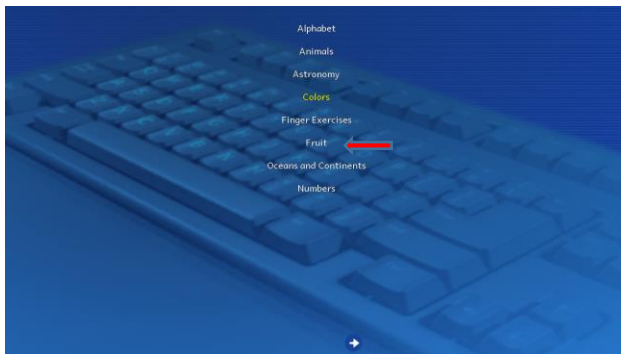 Alphabet
Animals
Astronomy
Colors
Finger Exercises
Fruit
Oceans and Continents
Numbers